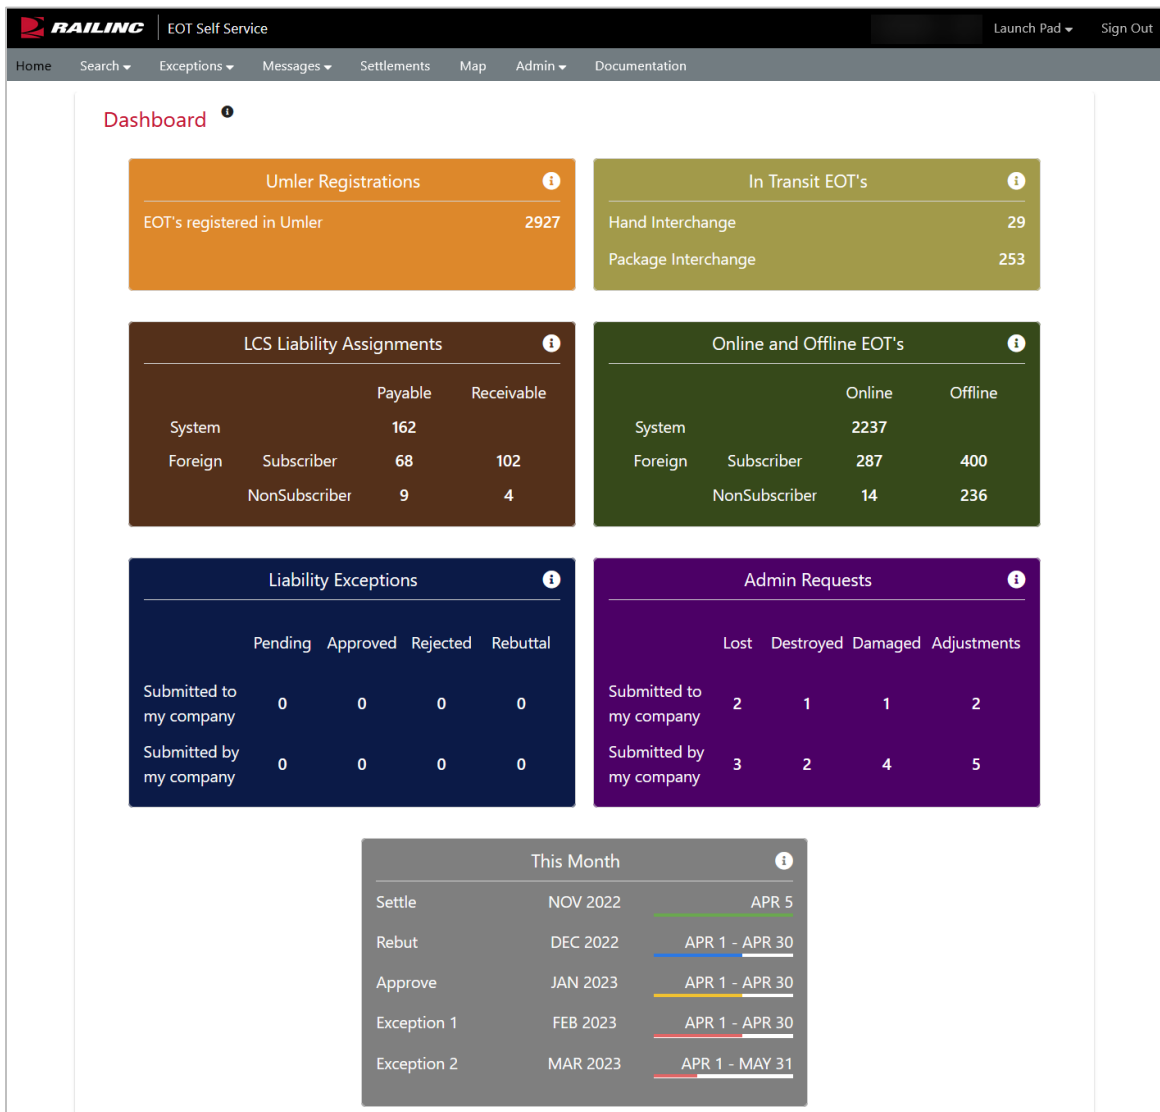 RAILINC EOT Self Service Launch Pad Sign Out
Home Search Exceptions Messages Settlements Map Admin Documentation
Dashboard
Umler Registrations
EOT's registered in Umler 2927
In Transit EOT's
Hand Interchange 29
Package Interchange 253
LCS Liability Assignments
Payable Receivable
System 162
Foreign Subscriber 68 102
NonSubscriber 9 4
Online and Offline EOT's
Online Offline
System 2237
Foreign Subscriber 287 400
NonSubscriber 14 236
Liability Exceptions
Pending Approved Rejected Rebuttal
Submitted to
my company 0 0 0 0
Submitted by
my company 0 0 0 0
Admin Requests
Lost Destroyed Damaged Adjustments
Submitted to
my company 2 1 1 2
Submitted by
my company 3 2 4 5
This Month
Settle NOV 2022 APR 5
Rebut DEC 2022 APR 1 - APR 30
Approve JAN 2023 APR 1 - APR 30
Exception 1 FEB 2023 APR 1 - APR 30
Exception 2 MAR 2023 APR 1 - MAY 31